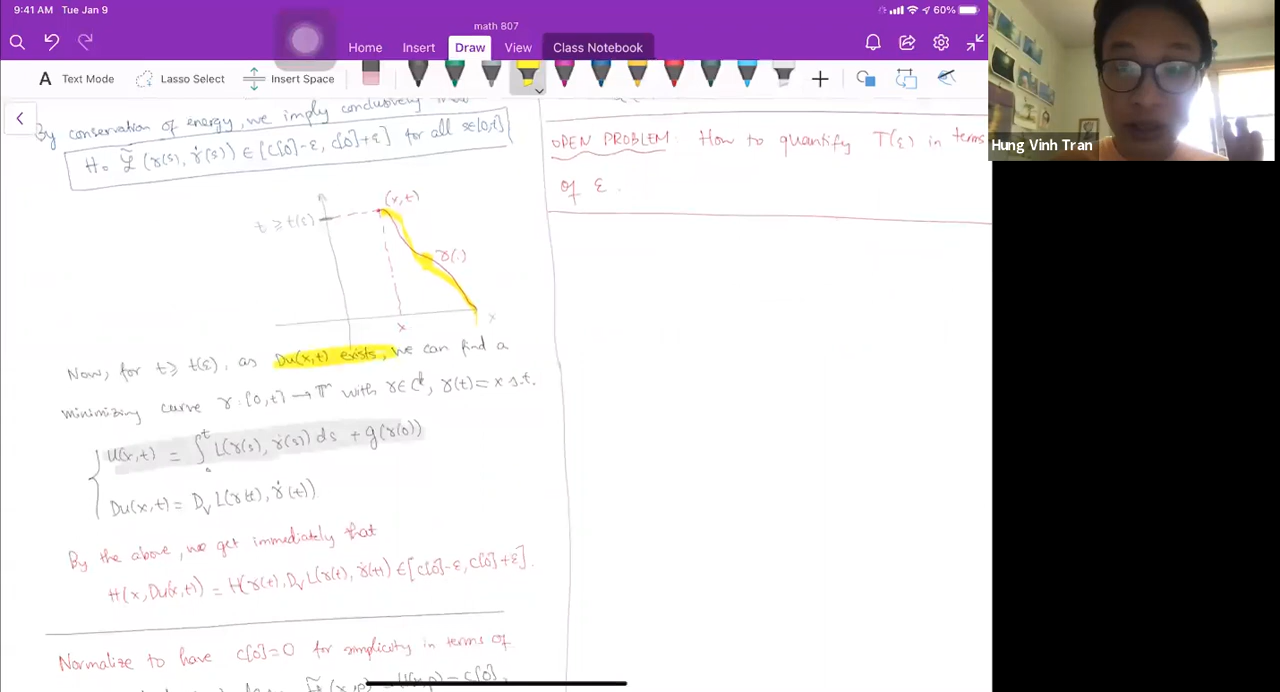 9:41 AM Tue Jan 9
60%
math 807
Home Insert Draw View Class Notebook
Text Mode Lasso Select Insert Space
Hung Vinh Tran
By conservation of energy, we imply conclusively
H∘L̃ (γ(s), γ̇(s)) ∈ [c[0]-ε, c[0]+ε] for all s∈[0,t]
(x,t)
t ≥ t(ε)
γ(.)
x
x
Now, for t ≥ t(ε), as Du(x,t) exists, we can find a
minimizing curve γ: [0,t] → 𝕋ⁿ with γ∈C¹, γ(t)=x s.t.
u(x,t) = ∫₀ᵗ L(γ(s), γ̇(s)) ds + g(γ(0))
Du(x,t) = D_v L(γ(t), γ̇(t))
By the above, we get immediately that
H(x,Du(x,t)) = H(γ(t), D_v L(γ(t), γ̇(t)) ∈ [c[0]-ε, c[0]+ε].
Normalize to have c[0]=0 for simplicity in terms of
(x,p) = H(x,p) - c[0],
OPEN PROBLEM: How to quantify T(ε) in terms
of ε.